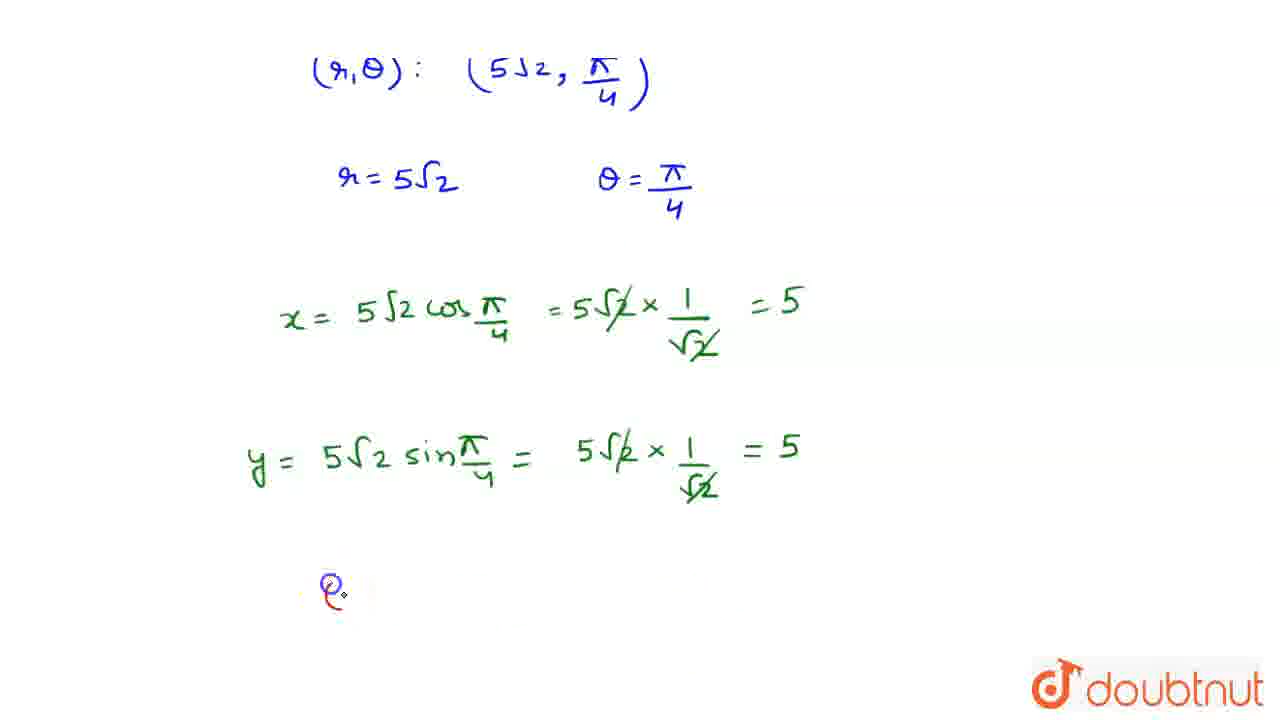 (r,θ) : (5√2, π/4)
r = 5√2 θ = π/4
x = 5√2 cos π/4 = 5√2 × 1/√2 = 5
y = 5√2 sin π/4 = 5√2 × 1/√2 = 5
(
doubtnut